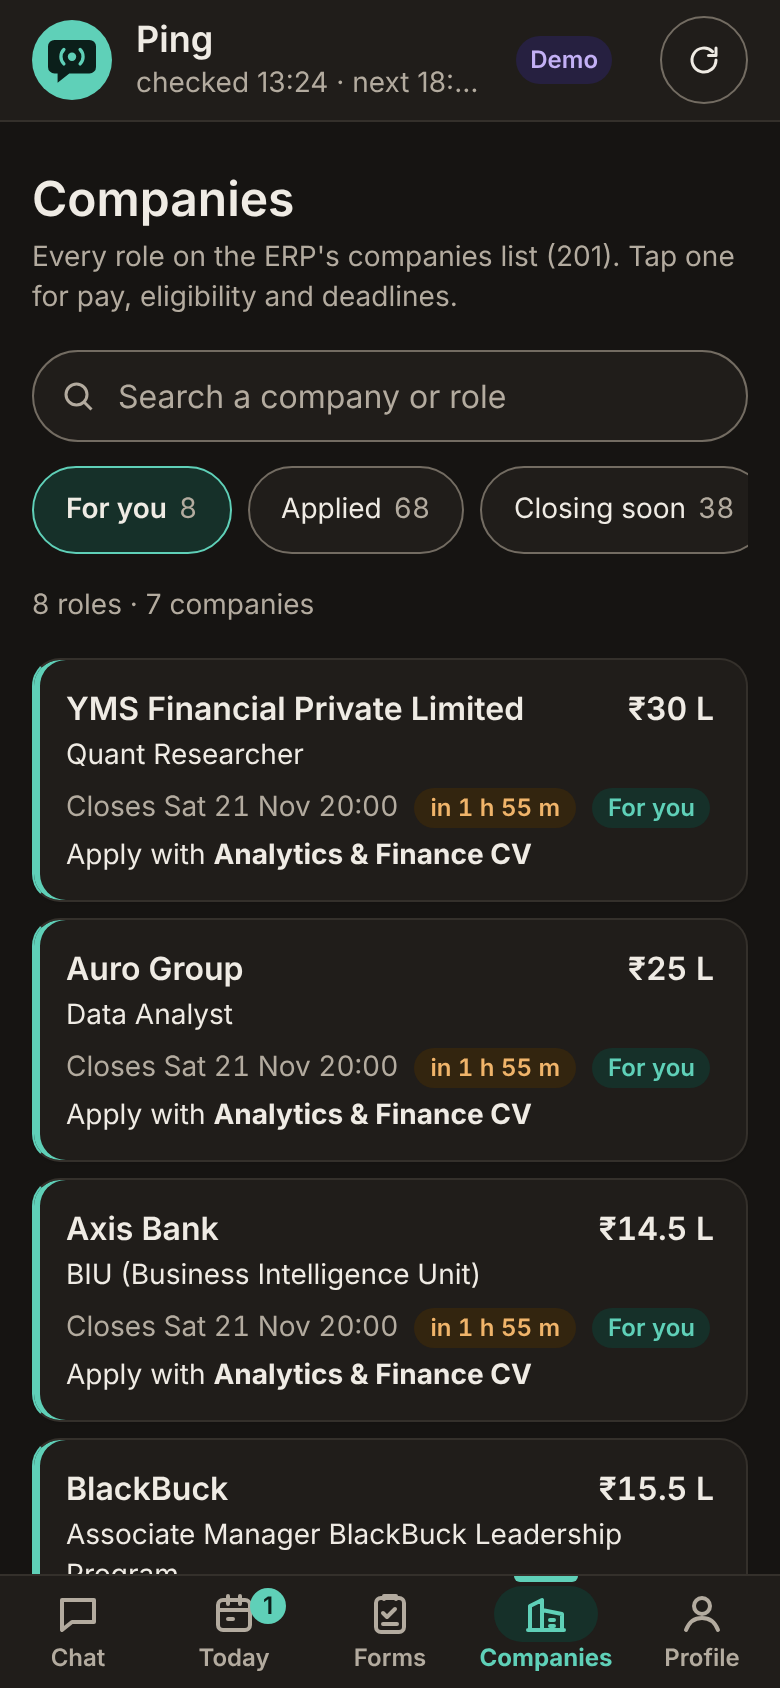 Ping
checked 13:24 · next 18:...
Demo
Companies
Every role on the ERP's companies list (201). Tap one
for pay, eligibility and deadlines.
Search a company or role
For you 8
Applied 68
Closing soon 38
8 roles · 7 companies
YMS Financial Private Limited ₹30 L
Quant Researcher
Closes Sat 21 Nov 20:00 in 1 h 55 m For you
Apply with Analytics & Finance CV
Auro Group ₹25 L
Data Analyst
Closes Sat 21 Nov 20:00 in 1 h 55 m For you
Apply with Analytics & Finance CV
Axis Bank ₹14.5 L
BIU (Business Intelligence Unit)
Closes Sat 21 Nov 20:00 in 1 h 55 m For you
Apply with Analytics & Finance CV
BlackBuck ₹15.5 L
Associate Manager BlackBuck Leadership
Program
1
Chat Today Forms Companies Profile